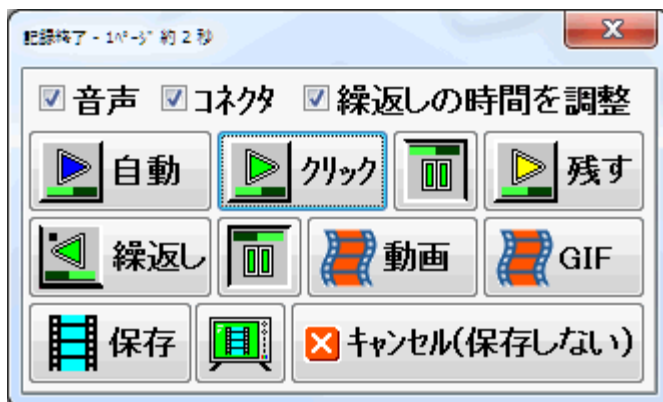 記録終了 - 1ﾍﾟｰｼﾞ 約 2 秒
音声 コネクタ 繰返しの時間を調整
自動 クリック 残す
繰返し 動画 GIF
保存 キャンセル(保存しない)